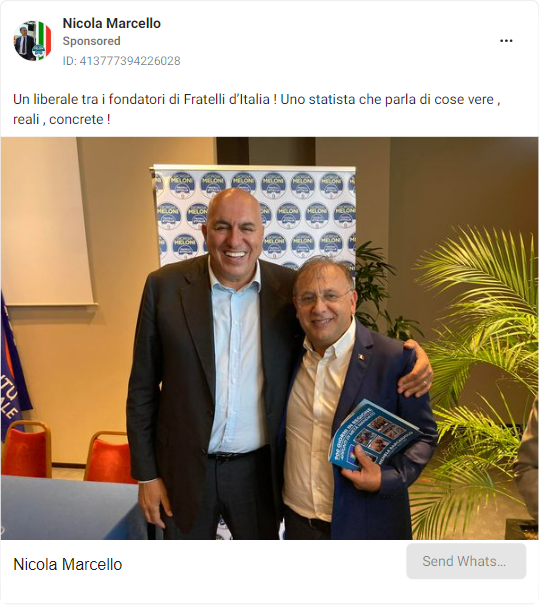 Nicola Marcello
Sponsored
ID: 413777394226028
Un liberale tra i fondatori di Fratelli d'Italia ! Uno statista che parla di cose vere ,
reali , concrete !
MELONI
Nicola Marcello
Send Whats...